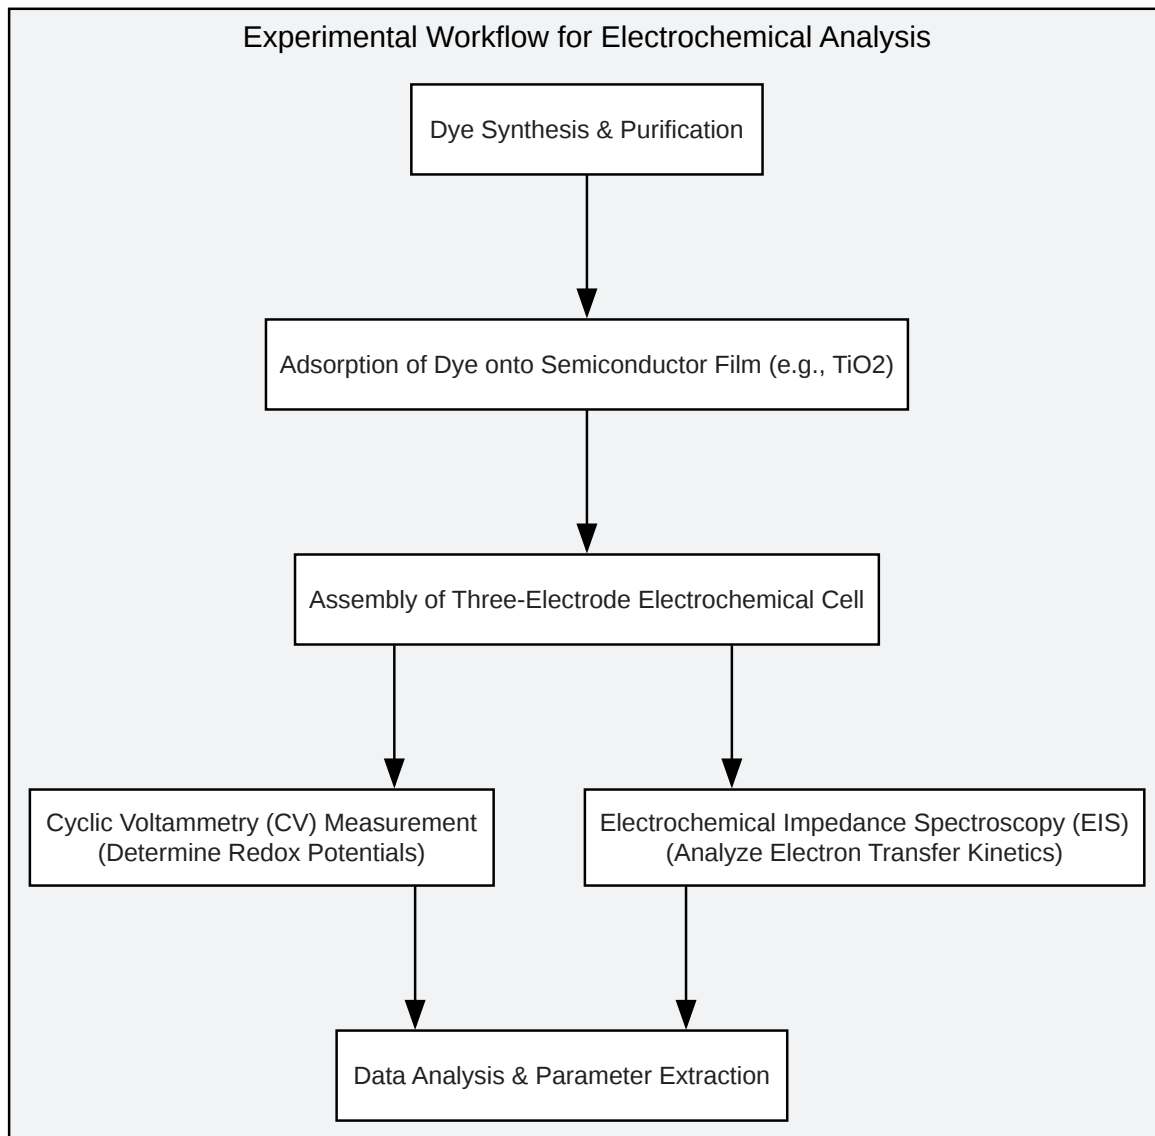 Experimental Workflow for Electrochemical Analysis
Dye Synthesis & Purification
Adsorption of Dye onto Semiconductor Film (e.g., TiO2)
Assembly of Three-Electrode Electrochemical Cell
Cyclic Voltammetry (CV) Measurement
(Determine Redox Potentials)
Electrochemical Impedance Spectroscopy (EIS)
(Analyze Electron Transfer Kinetics)
Data Analysis & Parameter Extraction